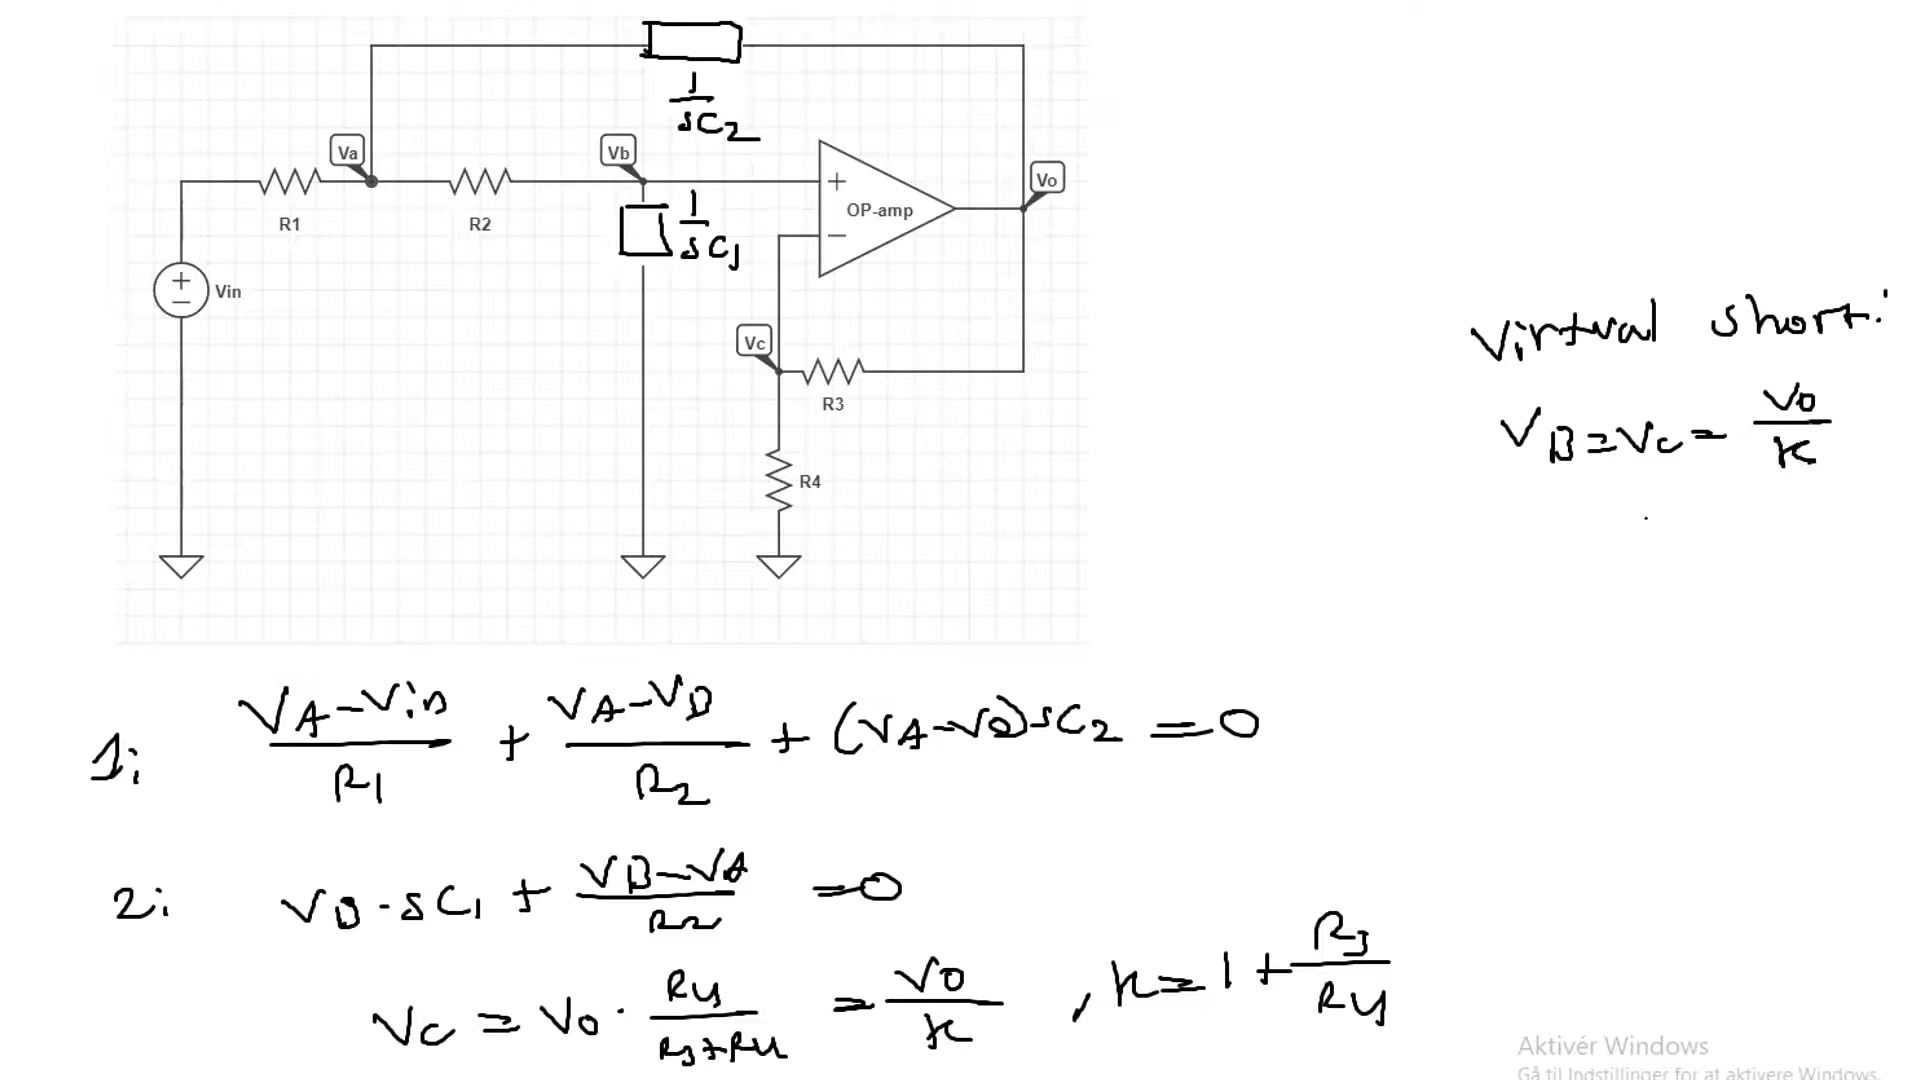 1/sC2
Va
Vb
Vo
+
OP-amp
−
R1
R2
1/sC1
+
−
Vin
Virtual short:
Vc
R3
VB = Vc = Vo/K
R4
1: (VA−Vin)/R1 + (VA−VB)/R2 + (VA−Vo)sC2 = 0
2: VB·sC1 + (VB−VA)/R2 = 0
Vc = Vo · R4/(R3+R4) = Vo/K , K = 1 + R3/R4
Aktivér Windows
Gå til Indstillinger for at aktivere Windows.